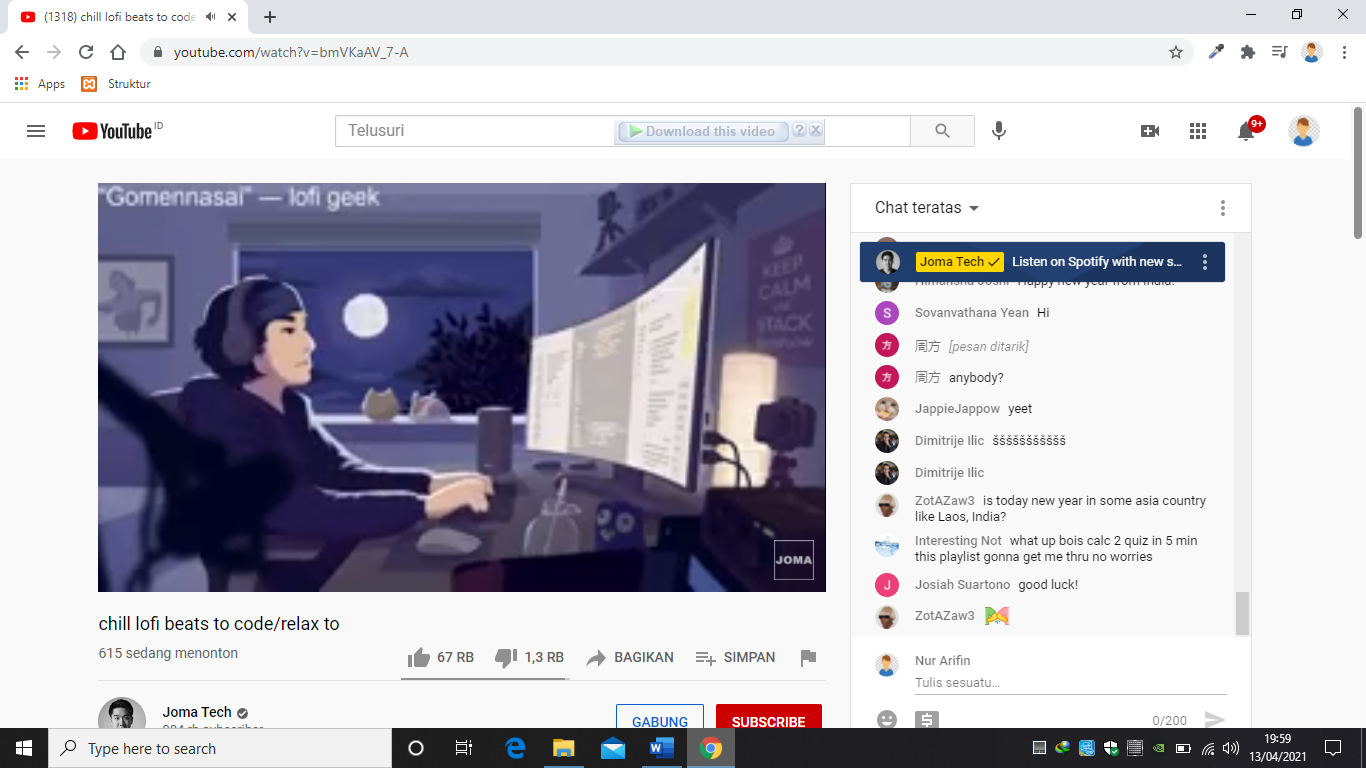 (1318) chill lofi beats to code
youtube.com/watch?v=bmVKaAV_7-A
Apps
Struktur
YouTube ID
Telusuri
Download this video
?
X
9+
"Gomennasai" — lofi geek
KEEP
CALM
STACK
JOMA
chill lofi beats to code/relax to
615 sedang menonton
67 RB
1,3 RB
BAGIKAN
SIMPAN
Joma Tech
GABUNG
SUBSCRIBE
Chat teratas
Joma Tech Listen on Spotify with new s...
Himanshu Joshi Happy new year from India.
S Sovanvathana Yean Hi
方 周方 [pesan ditarik]
方 周方 anybody?
JappieJappow yeet
Dimitrije Ilic ššššššššššš
Dimitrije Ilic
ZotAZaw3 is today new year in some asia country
like Laos, India?
Interesting Not what up bois calc 2 quiz in 5 min
this playlist gonna get me thru no worries
J Josiah Suartono good luck!
ZotAZaw3
Nur Arifin
Tulis sesuatu...
0/200
Type here to search
19:59
13/04/2021